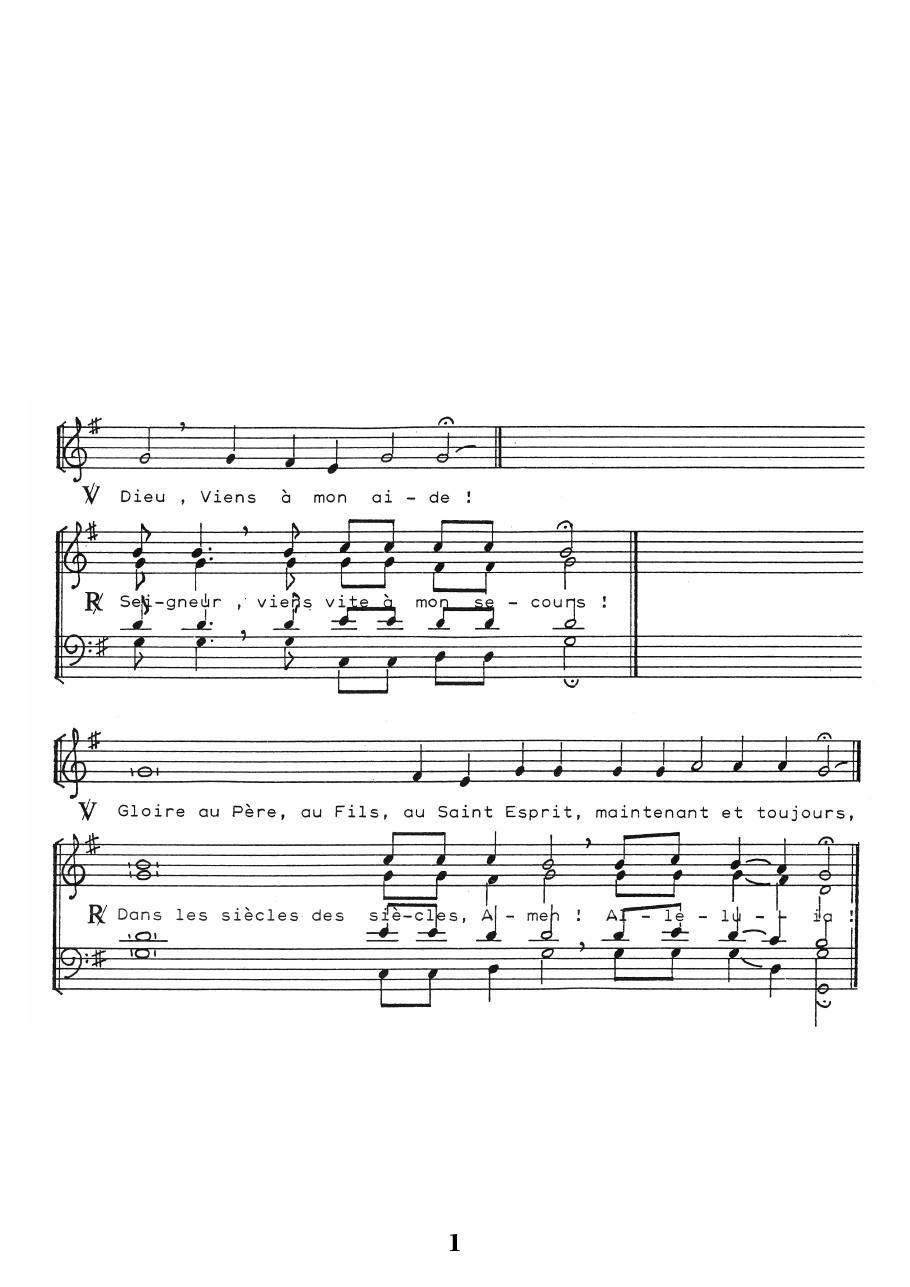 ℣ Dieu , Viens à mon ai - de !
℟ Sei-gneur , viens vite à mon se - cours !
℣ Gloire au Père, au Fils, au Saint Esprit, maintenant et toujours,
℟ Dans les siècles des siè-cles, A - men ! Al - lé - lu - - ia !
1